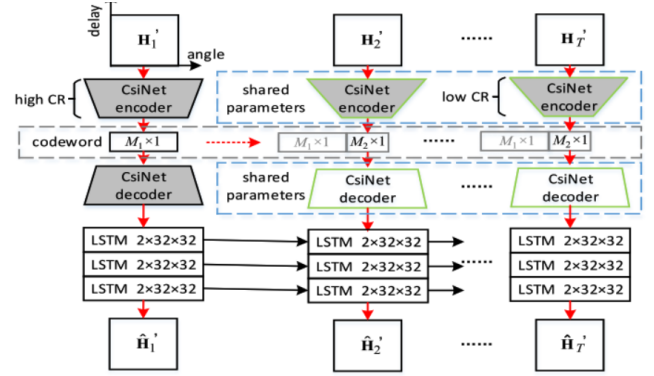 delay
H₁'
H₂'
......
H_T'
angle
high CR
CsiNet
encoder
shared
parameters
CsiNet
encoder
low CR
CsiNet
encoder
codeword
M₁×1
M₁×1
M₂×1
......
M₁×1
M₂×1
CsiNet
decoder
shared
parameters
CsiNet
decoder
......
CsiNet
decoder
LSTM 2×32×32
LSTM 2×32×32
LSTM 2×32×32
LSTM 2×32×32
LSTM 2×32×32
LSTM 2×32×32
......
LSTM 2×32×32
LSTM 2×32×32
LSTM 2×32×32
Ĥ₁'
Ĥ₂'
......
Ĥ_T'